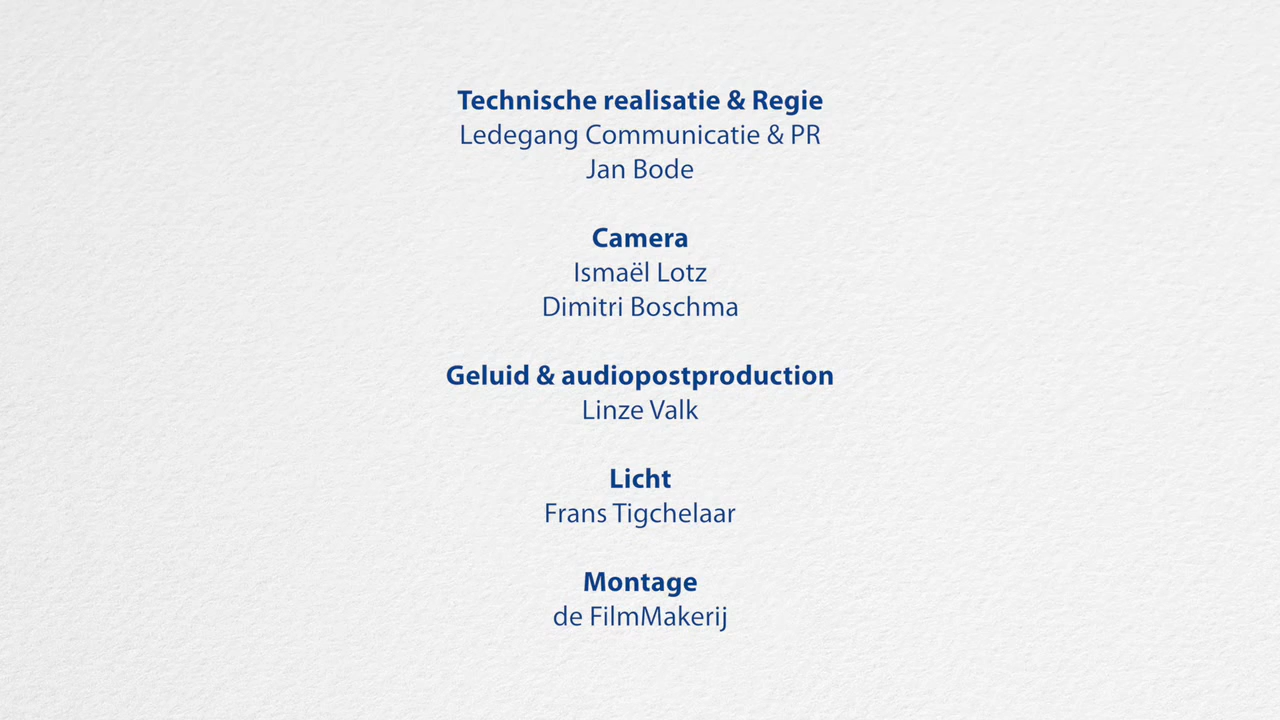 Technische realisatie & Regie
Ledegang Communicatie & PR
Jan Bode
Camera
Ismaël Lotz
Dimitri Boschma
Geluid & audiopostproduction
Linze Valk
Licht
Frans Tigchelaar
Montage
de FilmMakerij